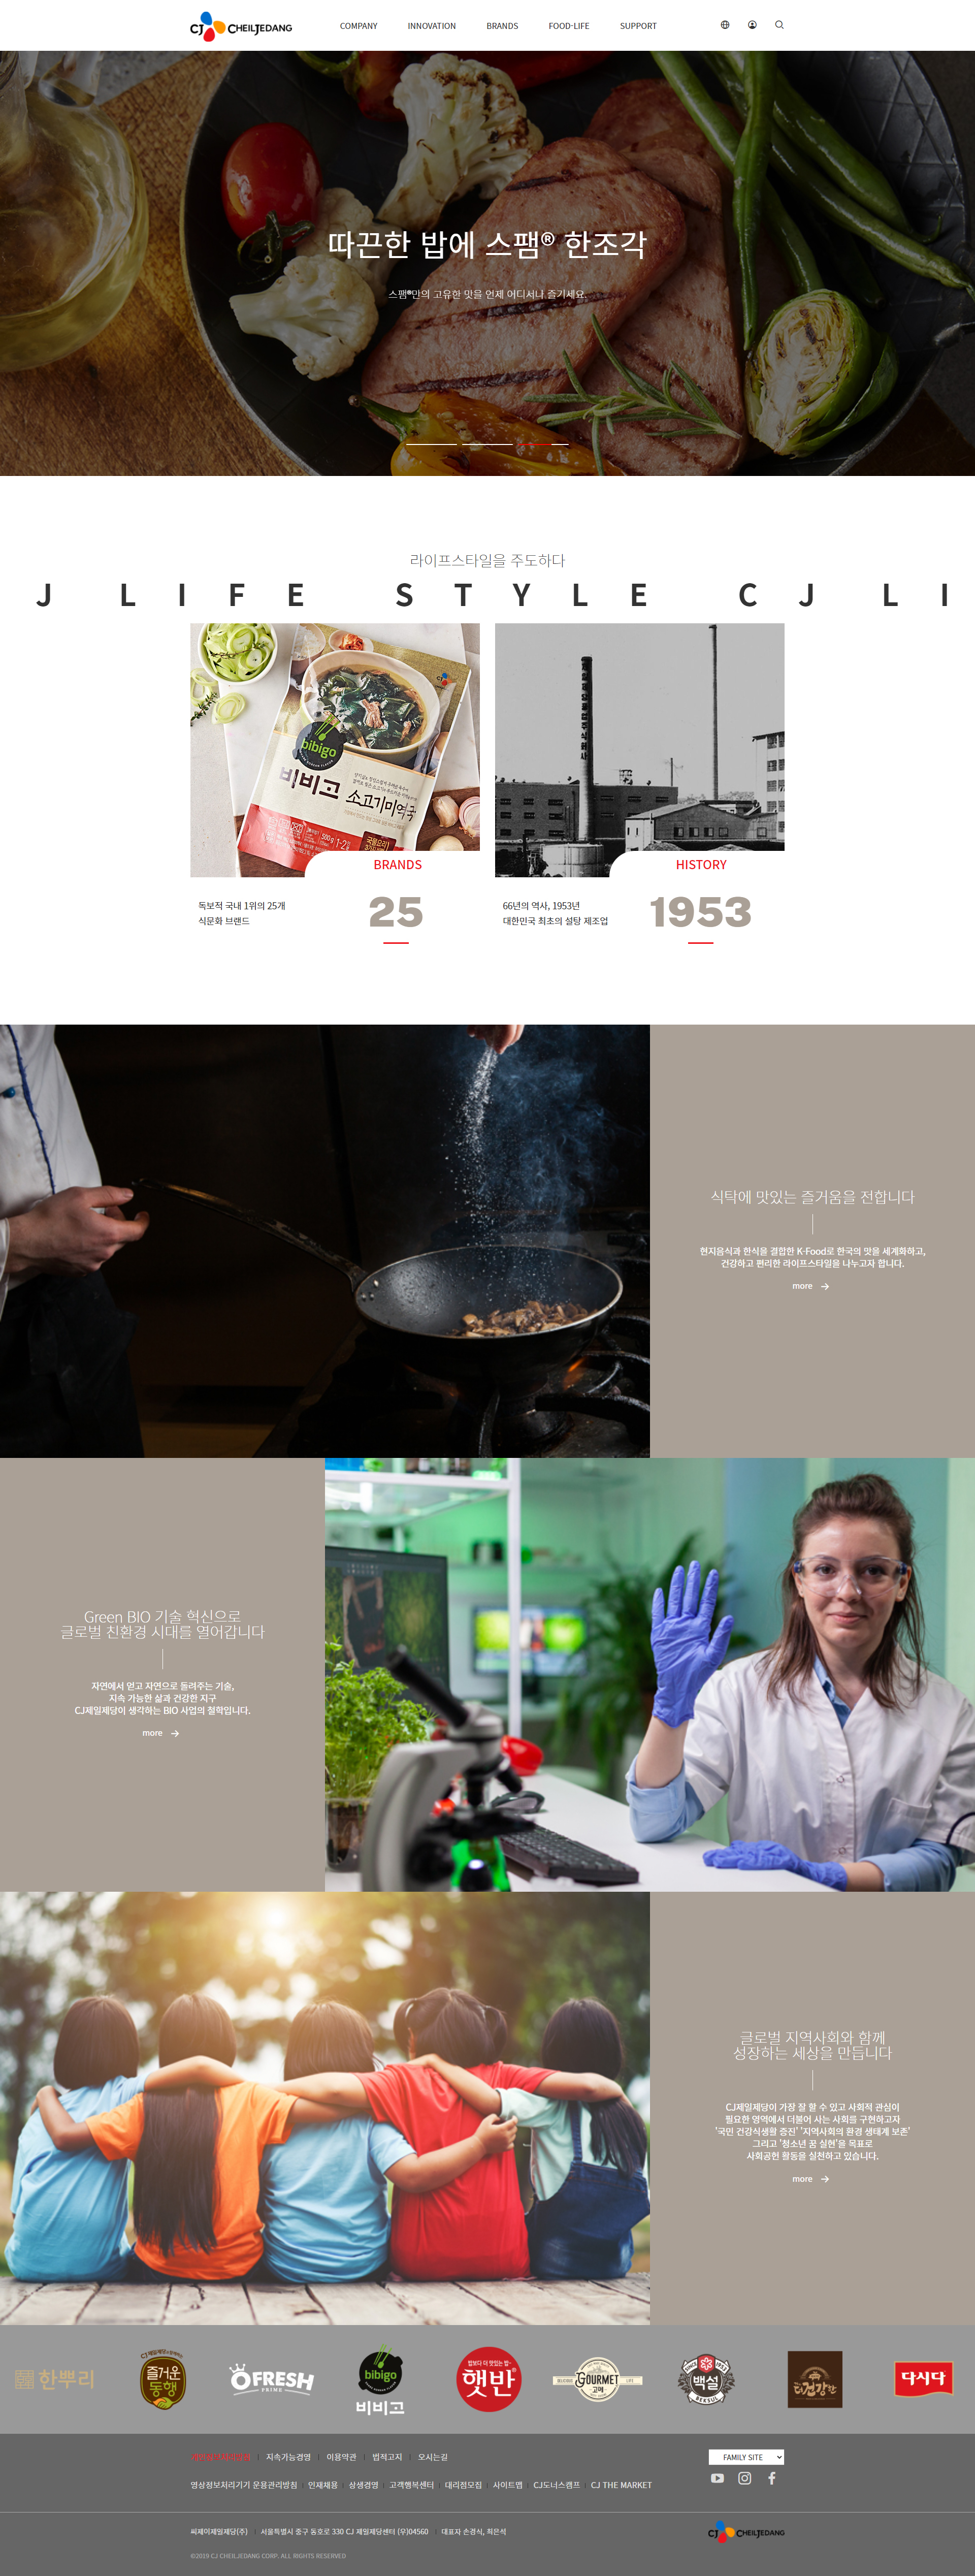 CJ CHEILJEDANG
COMPANY INNOVATION BRANDS FOOD-LIFE SUPPORT
따끈한 밥에 스팸® 한조각
스팸®만의 고유한 맛을 언제 어디서나 즐기세요.
라이프스타일을 주도하다
J LIFE STYLE CJ LI
bibigo
비비고 소고기미역국
BRANDS
독보적 국내 1위의 25개
식문화 브랜드
25
HISTORY
66년의 역사, 1953년
대한민국 최초의 설탕 제조업
1953
식탁에 맛있는 즐거움을 전합니다
현지음식과 한식을 결합한 K-Food로 한국의 맛을 세계화하고,
건강하고 편리한 라이프스타일을 나누고자 합니다.
more
Green BIO 기술 혁신으로
글로벌 친환경 시대를 열어갑니다
자연에서 얻고 자연으로 돌려주는 기술,
지속 가능한 삶과 건강한 지구
CJ제일제당이 생각하는 BIO 사업의 철학입니다.
more
글로벌 지역사회와 함께
성장하는 세상을 만듭니다
CJ제일제당이 가장 잘 할 수 있고 사회적 관심이
필요한 영역에서 더불어 사는 사회를 구현하고자
'국민 건강식생활 증진' '지역사회의 환경 생태계 보존'
그리고 '청소년 꿈 실현'을 목표로
사회공헌 활동을 실천하고 있습니다.
more
한뿌리
즐거운 동행
OFRESH PRIME
bibigo 비비고
밥보다 더 맛있는 밥~ 햇반
GOURMET 고메
백설 BEKSUL
더건강한
다시다
지속가능경영 이용약관 법적고지 오시는길
FAMILY SITE
영상정보처리기기 운용관리방침 인재채용 상생경영 고객행복센터 대리점모집 사이트맵 CJ도너스캠프 CJ THE MARKET
씨제이제일제당(주) 서울특별시 중구 동호로 330 CJ 제일제당센터 (우)04560 대표자 손경식, 최은석
CJ CHEILJEDANG
©2019 CJ CHEILJEDANG CORP. ALL RIGHTS RESERVED